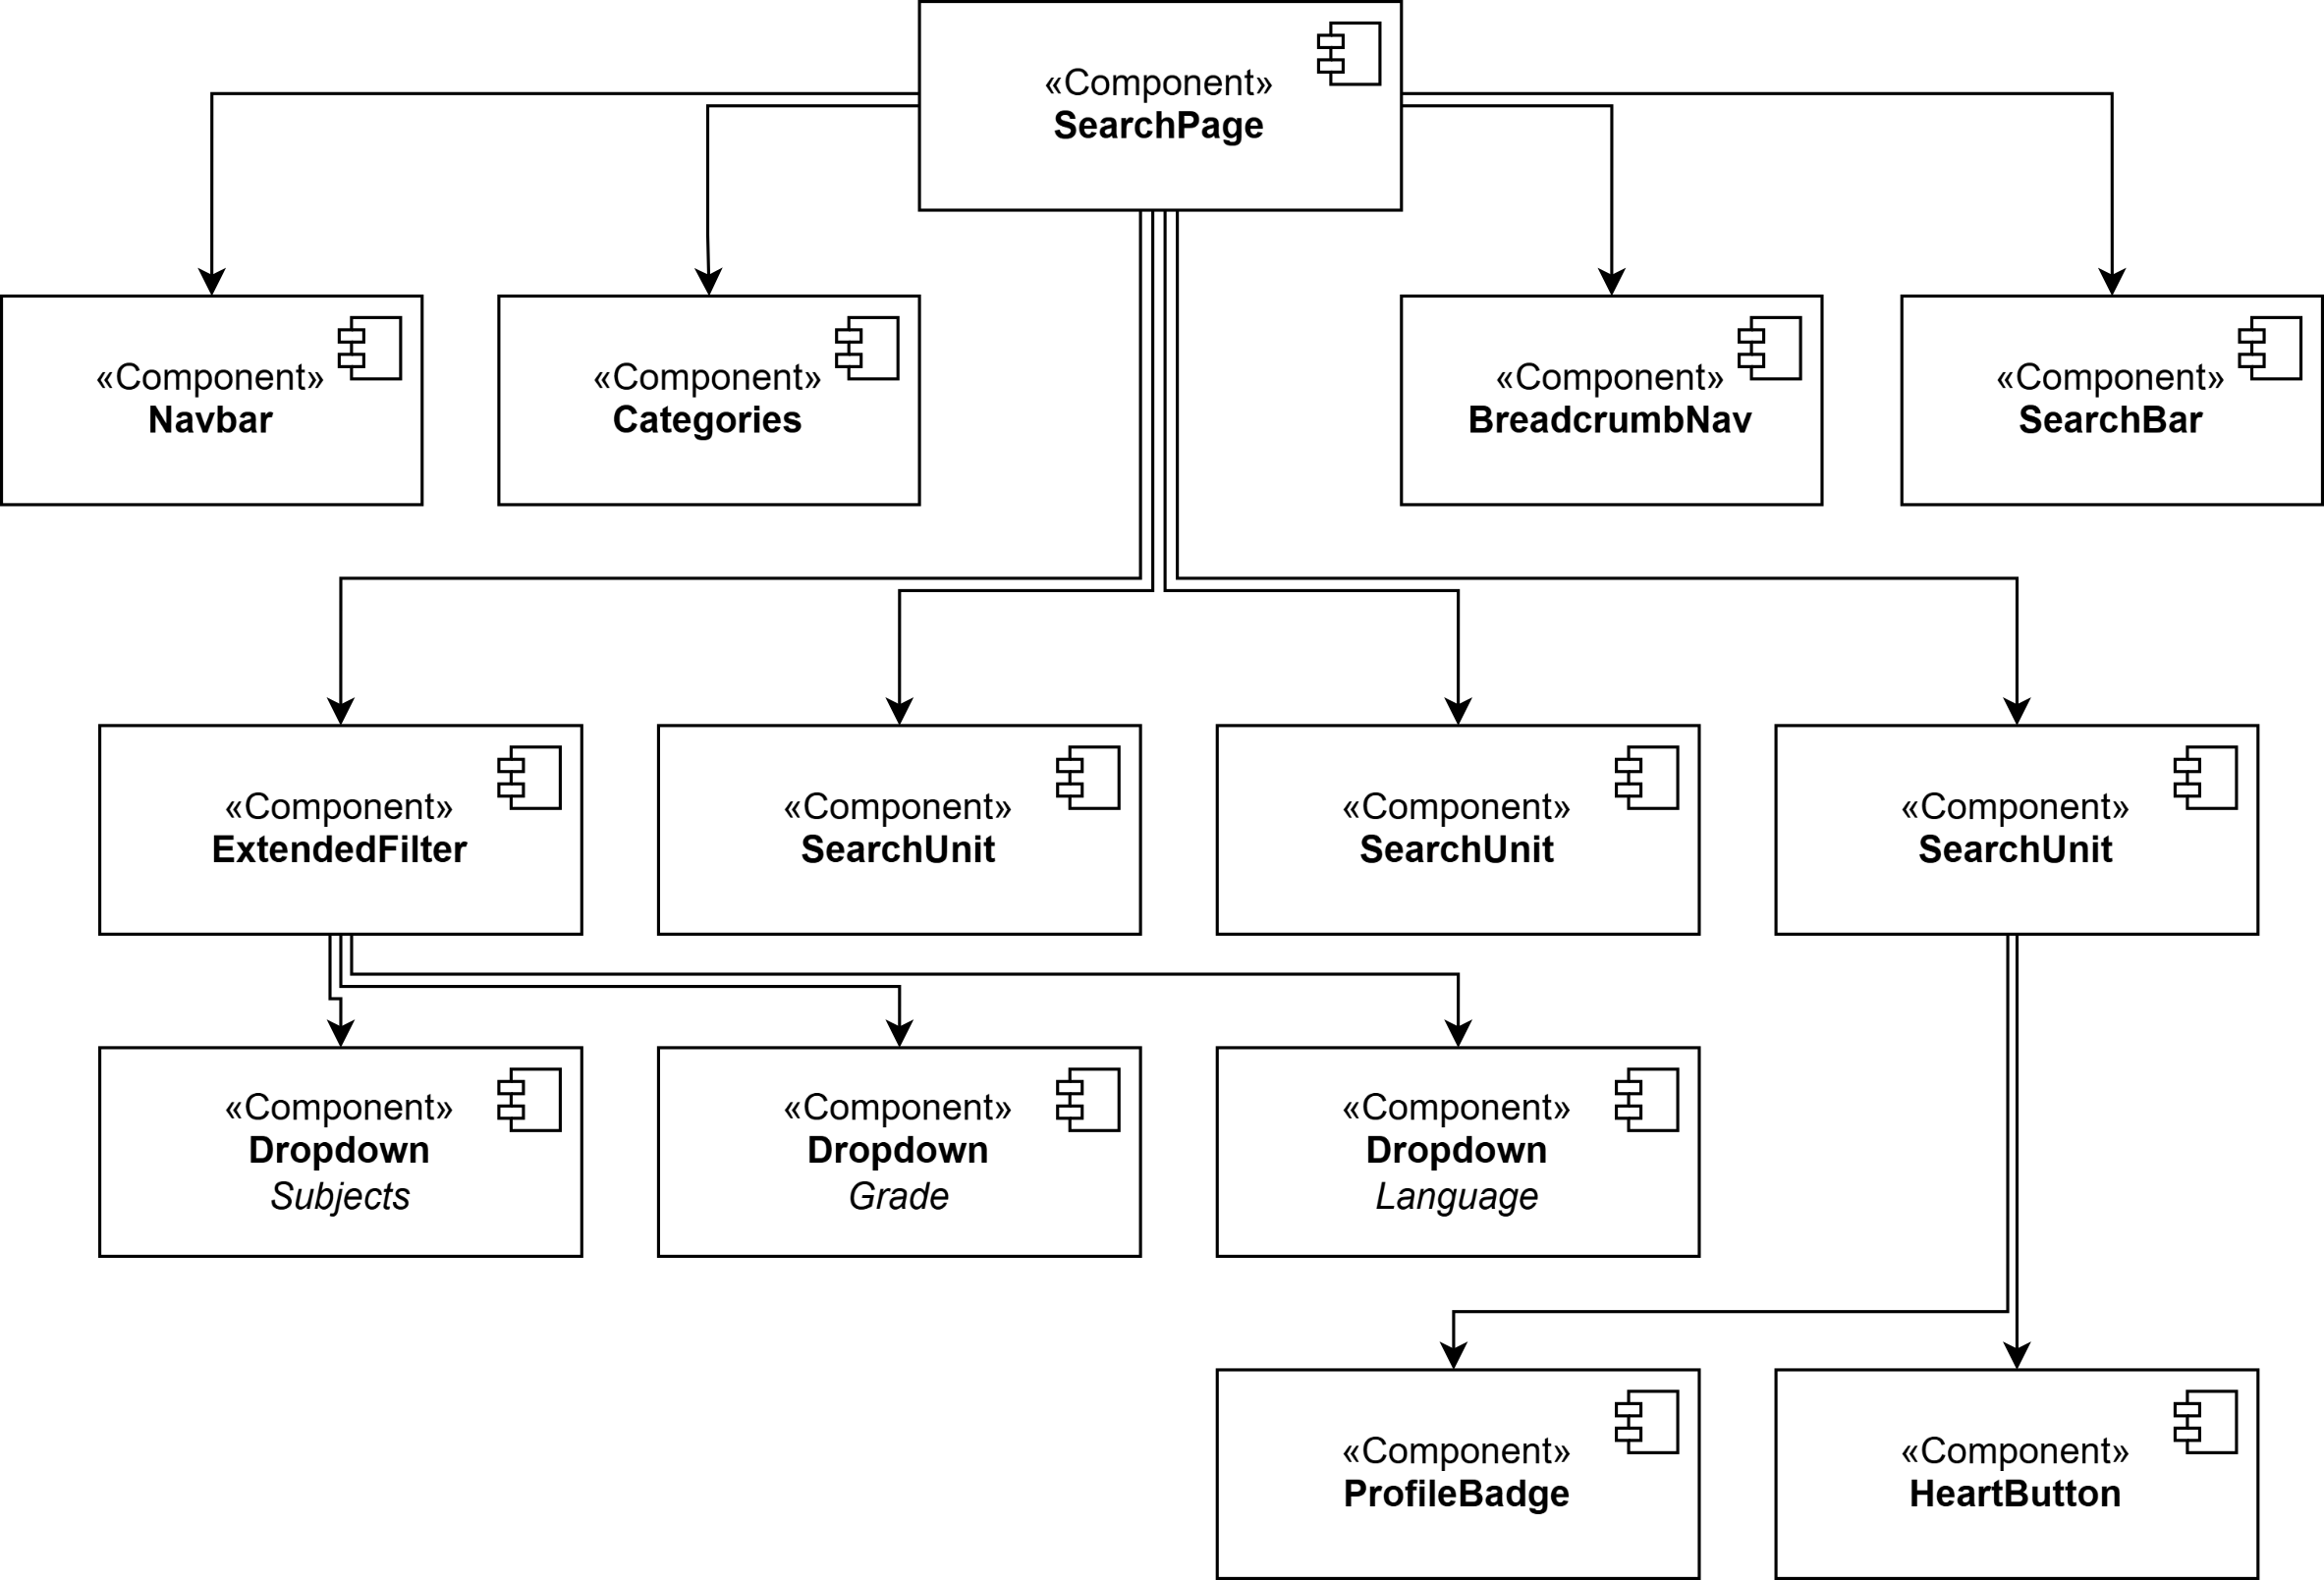 «Component»
SearchPage
«Component»
Navbar
«Component»
Categories
«Component»
BreadcrumbNav
«Component»
SearchBar
«Component»
ExtendedFilter
«Component»
SearchUnit
«Component»
SearchUnit
«Component»
SearchUnit
«Component»
Dropdown
Subjects
«Component»
Dropdown
Grade
«Component»
Dropdown
Language
«Component»
ProfileBadge
«Component»
HeartButton